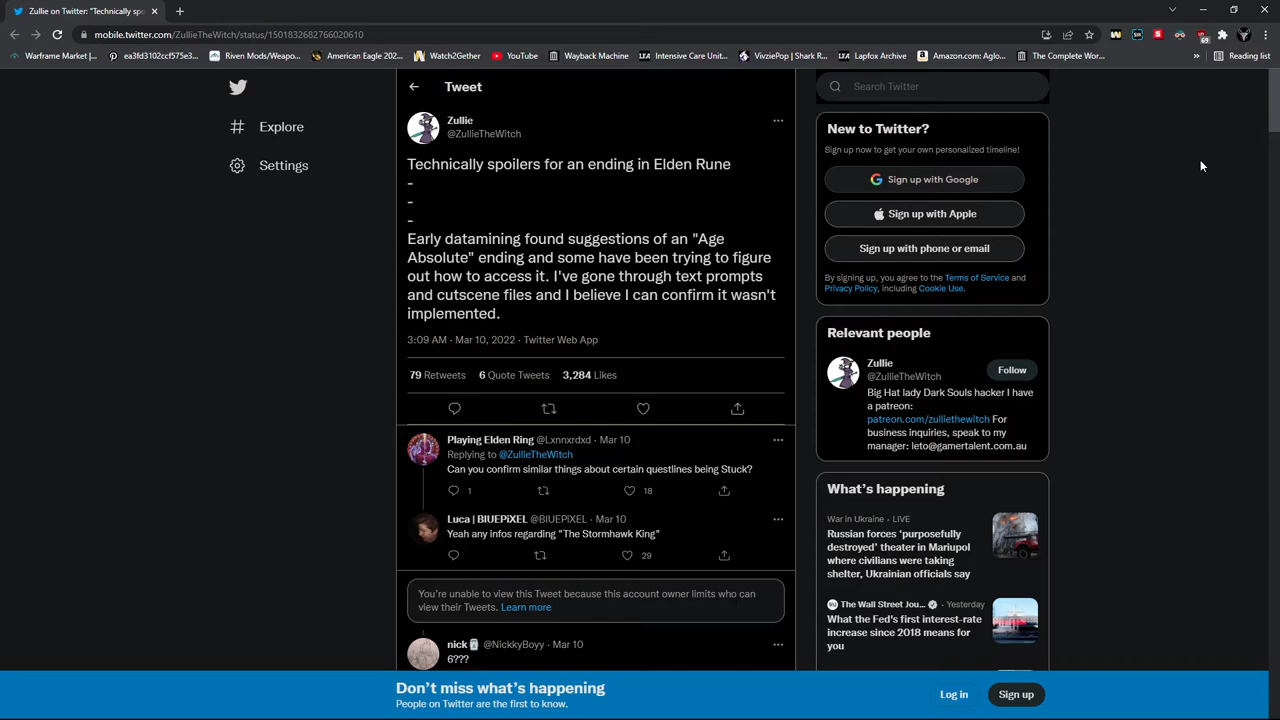 Zullie on Twitter: "Technically spo
mobile.twitter.com/ZullieTheWitch/status/1501832682766020610
69
Warframe Market |...
ea3fd3102ccf575e3...
Riven Mods/Weapo...
American Eagle 202...
Watch2Gether
YouTube
Wayback Machine
Intensive Care Unit...
VivziePop | Shark R...
Lapfox Archive
Amazon.com: Aglo...
The Complete Wor...
»
Reading list
Explore
Settings
Tweet
Zullie
@ZullieTheWitch
Technically spoilers for an ending in Elden Rune
-
-
-
Early datamining found suggestions of an "Age
Absolute" ending and some have been trying to figure
out how to access it. I've gone through text prompts
and cutscene files and I believe I can confirm it wasn't
implemented.
3:09 AM · Mar 10, 2022 · Twitter Web App
79 Retweets 6 Quote Tweets 3,284 Likes
Playing Elden Ring @Lxnnxrdxd · Mar 10
Replying to @ZullieTheWitch
Can you confirm similar things about certain questlines being Stuck?
1
18
Luca | BlUEPiXEL @BlUEPlXEL · Mar 10
Yeah any infos regarding "The Stormhawk King"
29
You're unable to view this Tweet because this account owner limits who can
view their Tweets. Learn more
nick @NickkyBoyy · Mar 10
6???
Search Twitter
New to Twitter?
Sign up now to get your own personalized timeline!
Sign up with Google
Sign up with Apple
Sign up with phone or email
By signing up, you agree to the Terms of Service and
Privacy Policy, including Cookie Use.
Relevant people
Zullie
@ZullieTheWitch
Follow
Big Hat lady Dark Souls hacker I have
a patreon:
patreon.com/zulliethewitch For
business inquiries, speak to my
manager: leto@gamertalent.com.au
What's happening
War in Ukraine · LIVE
Russian forces 'purposefully
destroyed' theater in Mariupol
where civilians were taking
shelter, Ukrainian officials say
The Wall Street Jou... · Yesterday
What the Fed's first interest-rate
increase since 2018 means for
you
Don't miss what's happening
People on Twitter are the first to know.
Log in
Sign up